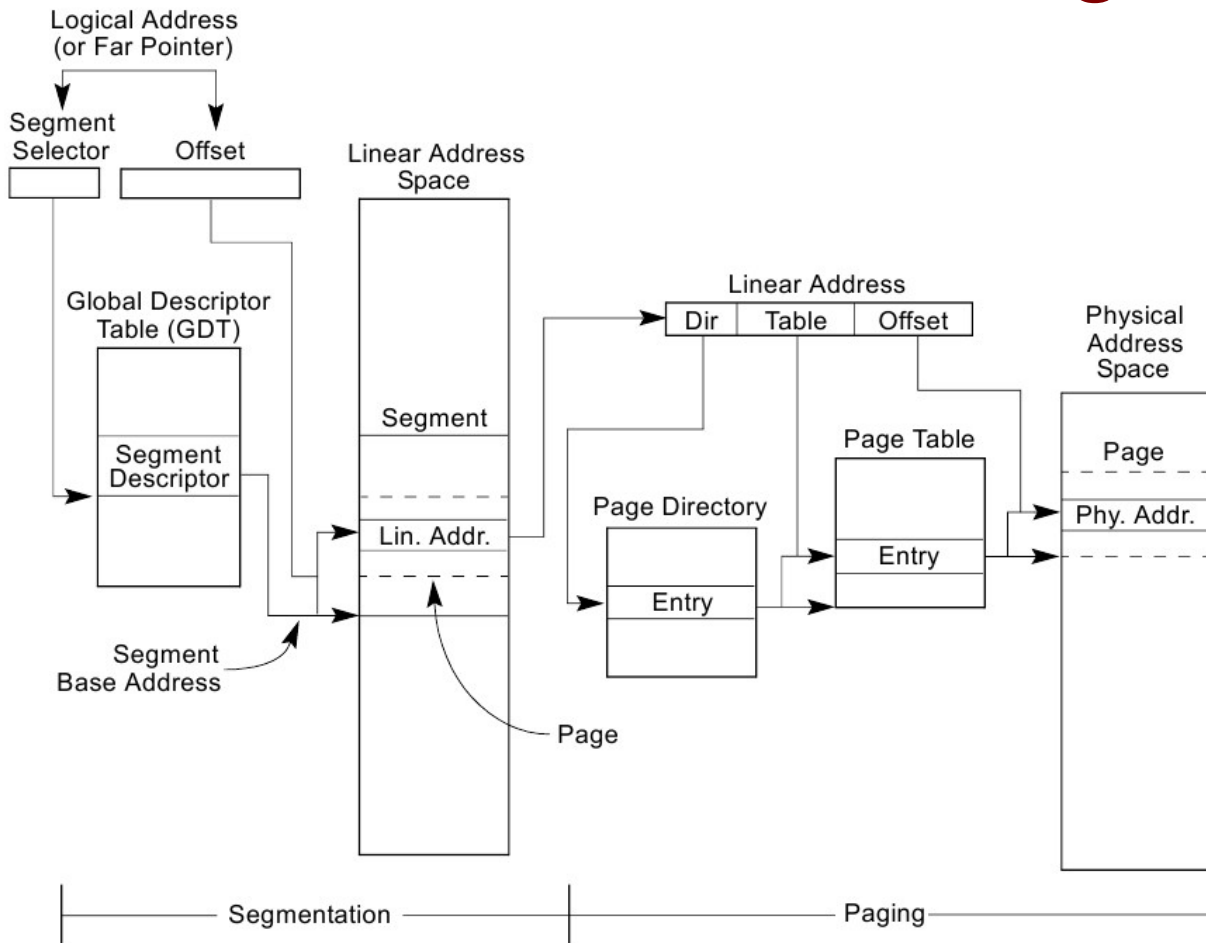 Logical Address
(or Far Pointer)
Segment
Selector
Offset
Linear Address
Space
Global Descriptor
Table (GDT)
Segment
Descriptor
Segment
Lin. Addr.
Segment
Base Address
Page
Linear Address
Dir Table Offset
Page Directory
Entry
Page Table
Entry
Physical
Address
Space
Page
Phy. Addr.
Segmentation
Paging